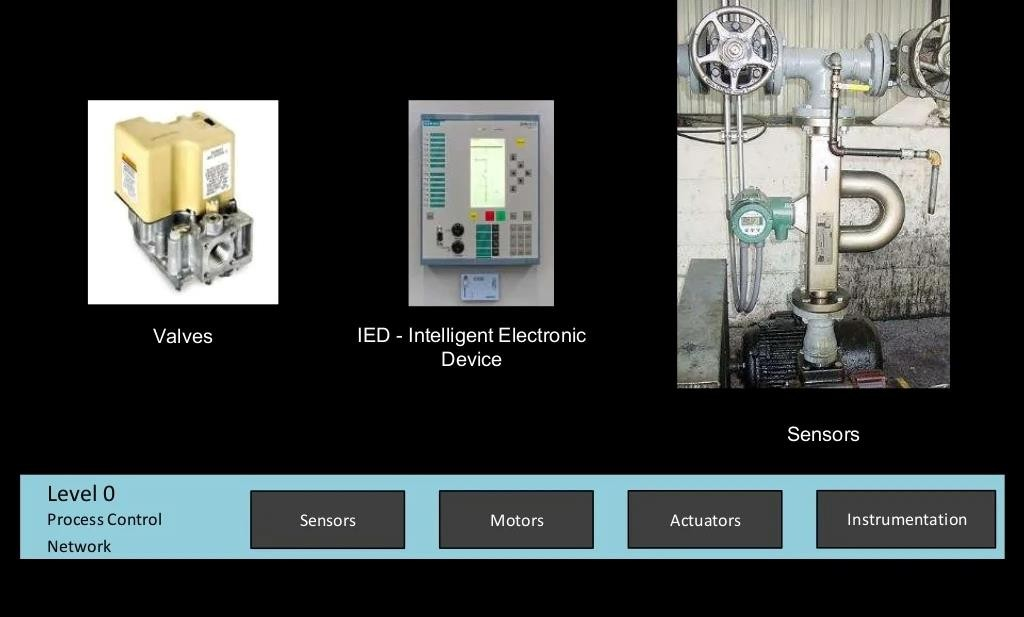 Valves
IED - Intelligent Electronic
Device
Sensors
Level 0
Process Control
Network
Sensors
Motors
Actuators
Instrumentation